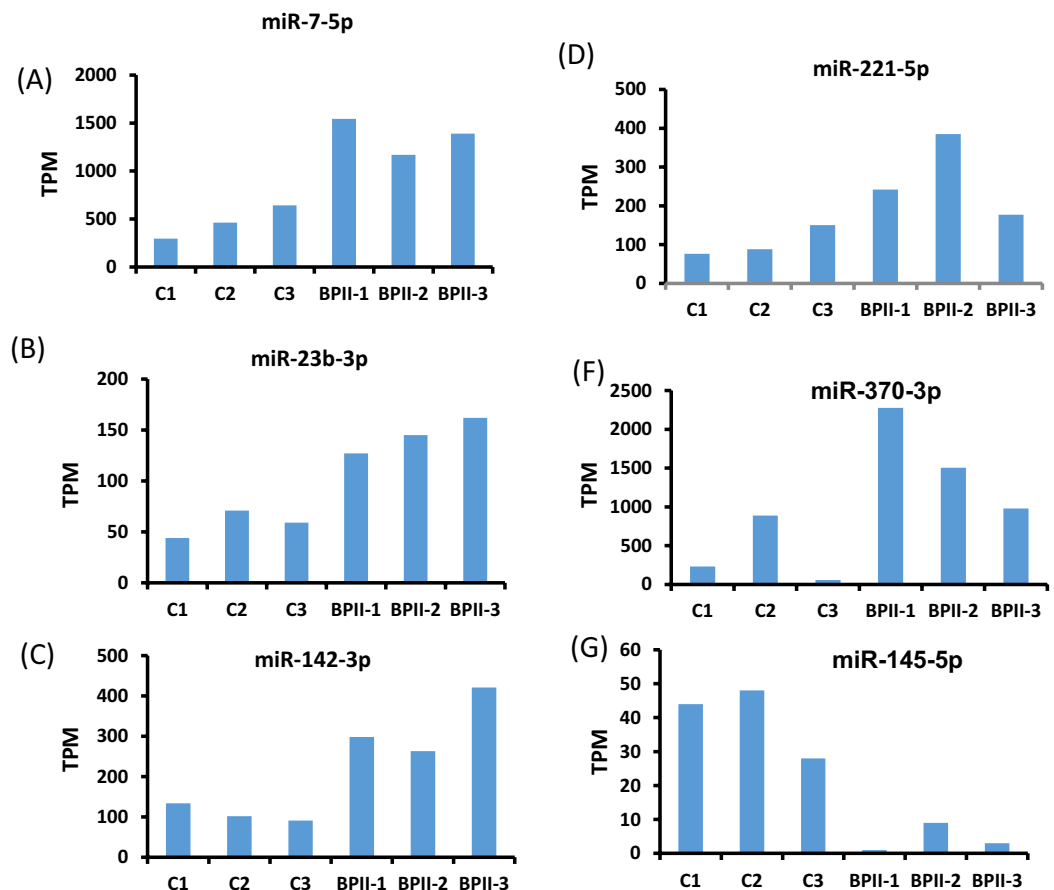 miR-7-5p
(A)
2000
1500
1000
500
0
TPM
C1 C2 C3 BPII-1 BPII-2 BPII-3
(B)
miR-23b-3p
200
150
100
50
0
TPM
C1 C2 C3 BPII-1 BPII-2 BPII-3
(C)
miR-142-3p
500
400
300
200
100
0
TPM
C1 C2 C3 BPII-1 BPII-2 BPII-3
(D)
miR-221-5p
500
400
300
200
100
0
TPM
C1 C2 C3 BPII-1 BPII-2 BPII-3
(F)
miR-370-3p
2500
2000
1500
1000
500
0
TPM
C1 C2 C3 BPII-1 BPII-2 BPII-3
(G)
miR-145-5p
60
50
40
30
20
10
0
TPM
C1 C2 C3 BPII-1 BPII-2 BPII-3